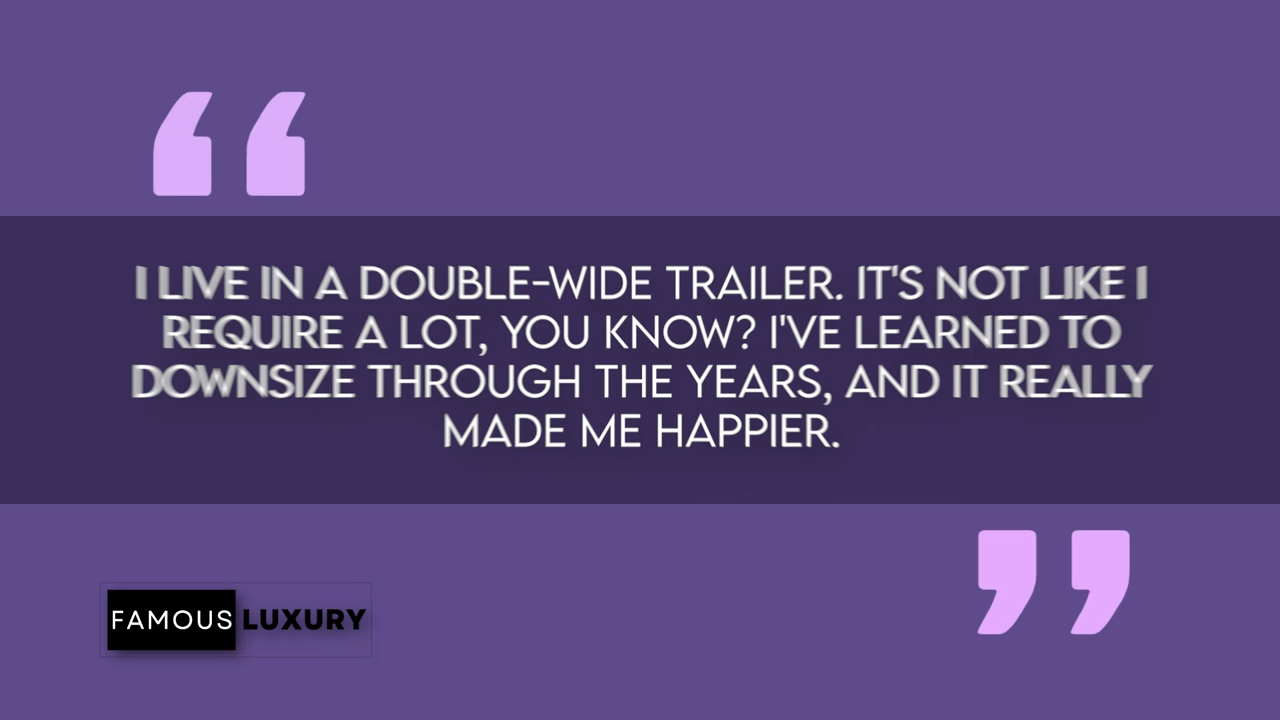 “
I LIVE IN A DOUBLE-WIDE TRAILER. IT'S NOT LIKE I
REQUIRE A LOT, YOU KNOW? I'VE LEARNED TO
DOWNSIZE THROUGH THE YEARS, AND IT REALLY
MADE ME HAPPIER.
”
FAMOUS LUXURY